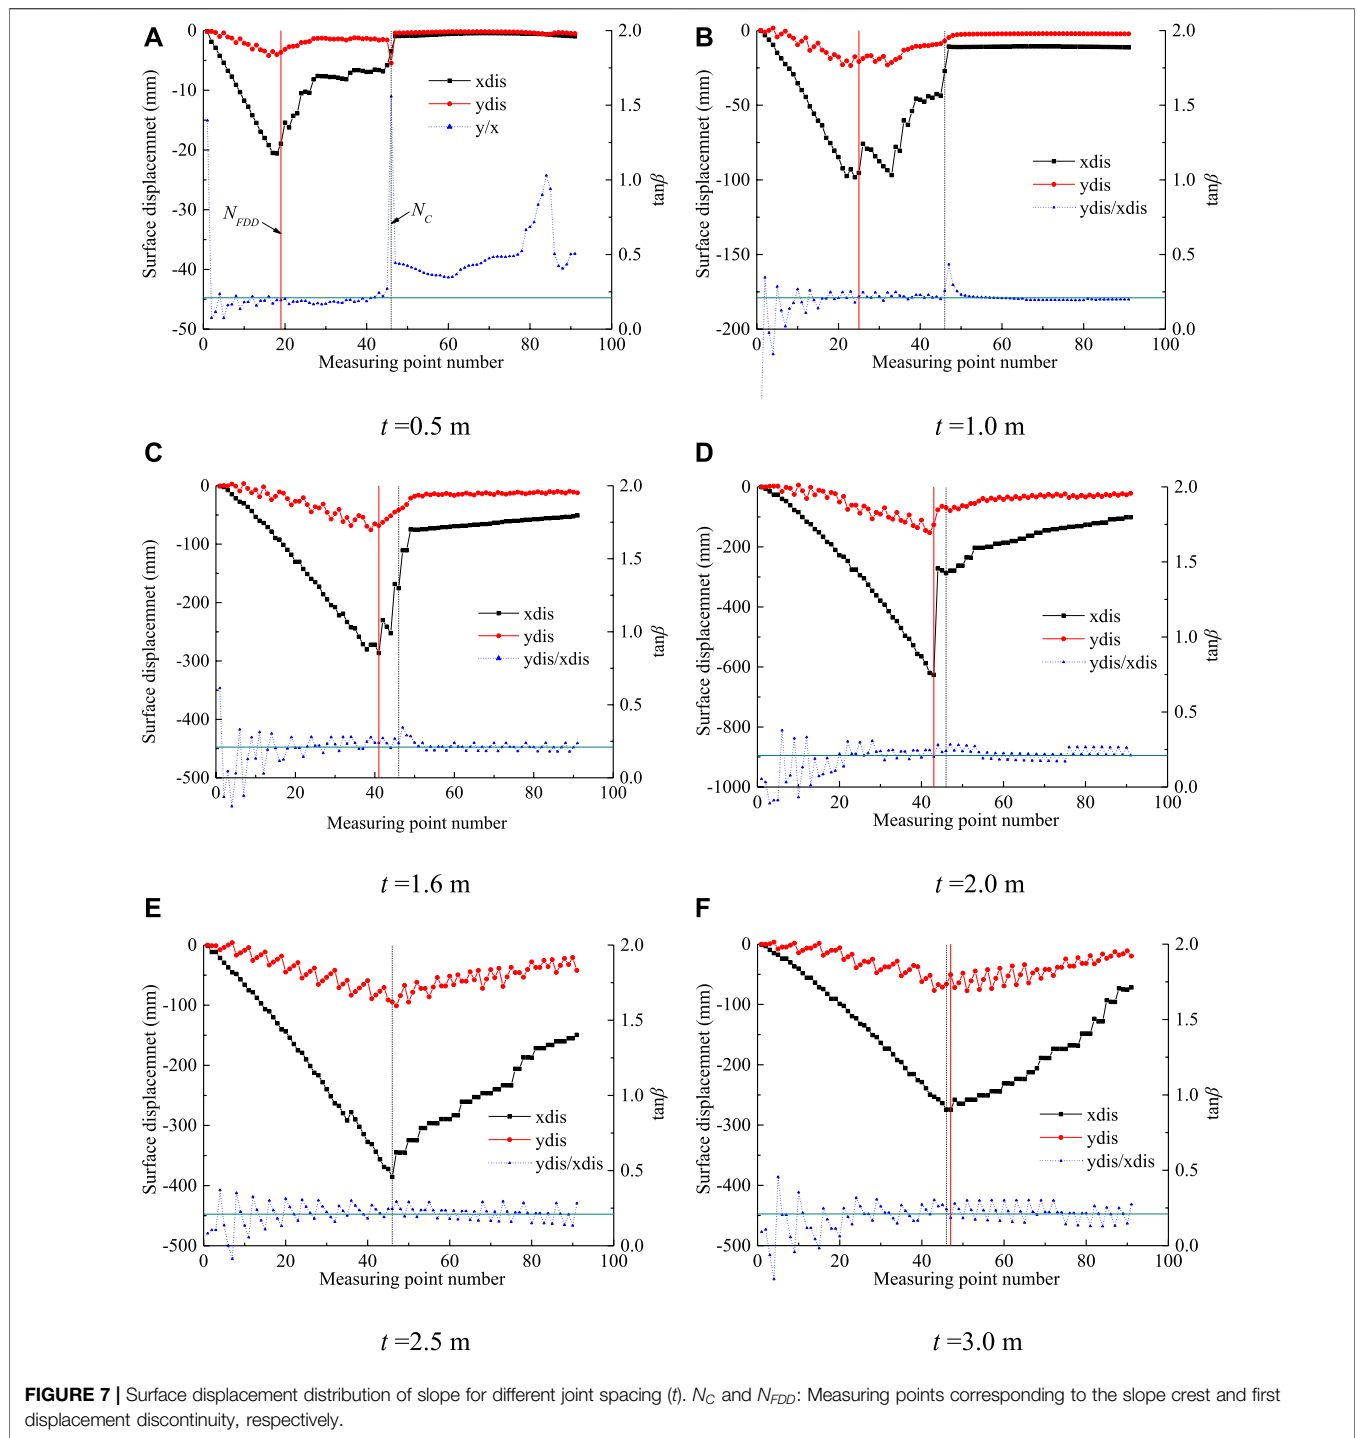 A
0
-10
-20
-30
-40
-50
Surface displacemnet (mm)
0 20 40 60 80 100
Measuring point number
2.0
1.5
1.0
0.5
0.0
tanβ
xdis
ydis
y/x
N_FDD
N_C
t =0.5 m
B
0
-50
-100
-150
-200
Surface displacemnet (mm)
0 20 40 60 80 100
Measuring point number
2.0
1.5
1.0
0.5
0.0
tanβ
xdis
ydis
ydis/xdis
t =1.0 m
C
0
-100
-200
-300
-400
-500
Surface displacemnet (mm)
0 20 40 60 80 100
Measuring point number
2.0
1.5
1.0
0.5
0.0
tanβ
xdis
ydis
ydis/xdis
t =1.6 m
D
0
-200
-400
-600
-800
-1000
Surface displacemnet (mm)
0 20 40 60 80 100
Measuring point number
2.0
1.5
1.0
0.5
0.0
tanβ
xdis
ydis
ydis/xdis
t =2.0 m
E
0
-100
-200
-300
-400
-500
Surface displacemnet (mm)
0 20 40 60 80 100
Measuring point number
2.0
1.5
1.0
0.5
0.0
tanβ
xdis
ydis
ydis/xdis
t =2.5 m
F
0
-100
-200
-300
-400
-500
Surface displacemnet (mm)
0 20 40 60 80 100
Measuring point number
2.0
1.5
1.0
0.5
0.0
tanβ
xdis
ydis
ydis/xdis
t =3.0 m
FIGURE 7 | Surface displacement distribution of slope for different joint spacing (t). N_C and N_FDD: Measuring points corresponding to the slope crest and first
displacement discontinuity, respectively.